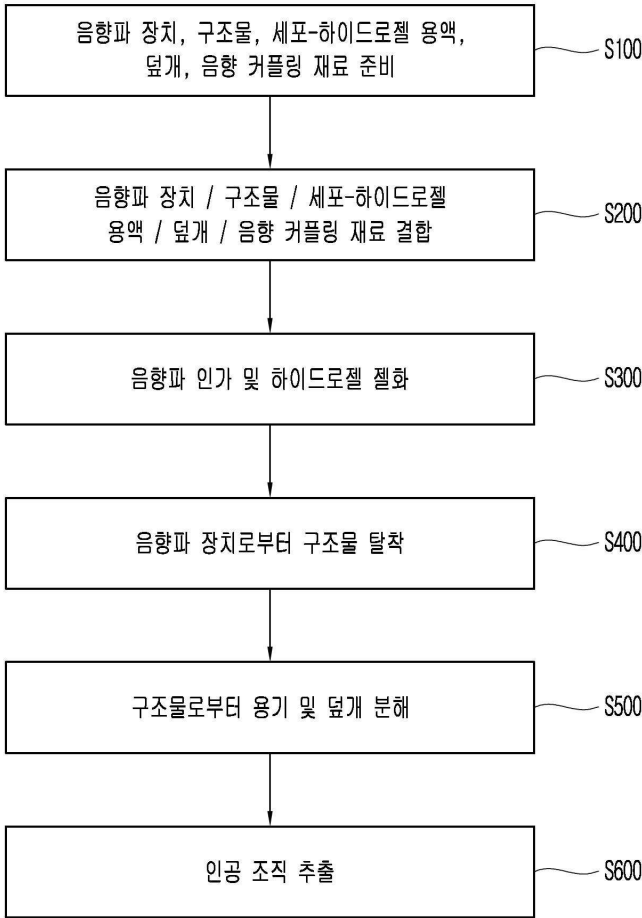 음향파 장치, 구조물, 세포-하이드로젤 용액,
덮개, 음향 커플링 재료 준비
S100
음향파 장치 / 구조물 / 세포-하이드로젤
용액 / 덮개 / 음향 커플링 재료 결합
S200
음향파 인가 및 하이드로젤 젤화
S300
음향파 장치로부터 구조물 탈착
S400
구조물로부터 용기 및 덮개 분해
S500
인공 조직 추출
S600